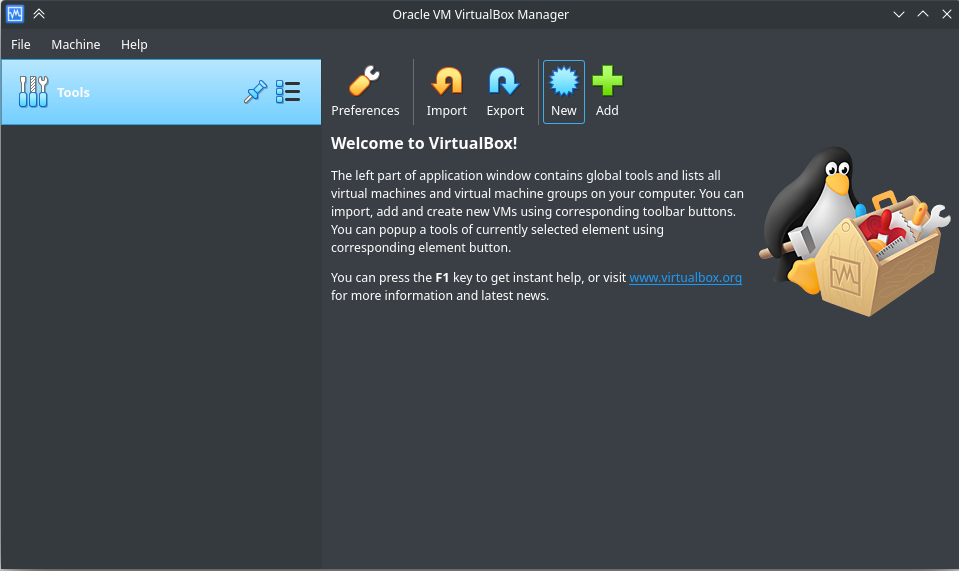 Oracle VM VirtualBox Manager
File Machine Help
Tools
Preferences Import Export New Add
Welcome to VirtualBox!
The left part of application window contains global tools and lists all
virtual machines and virtual machine groups on your computer. You can
import, add and create new VMs using corresponding toolbar buttons.
You can popup a tools of currently selected element using
corresponding element button.
You can press the F1 key to get instant help, or visit www.virtualbox.org
for more information and latest news.